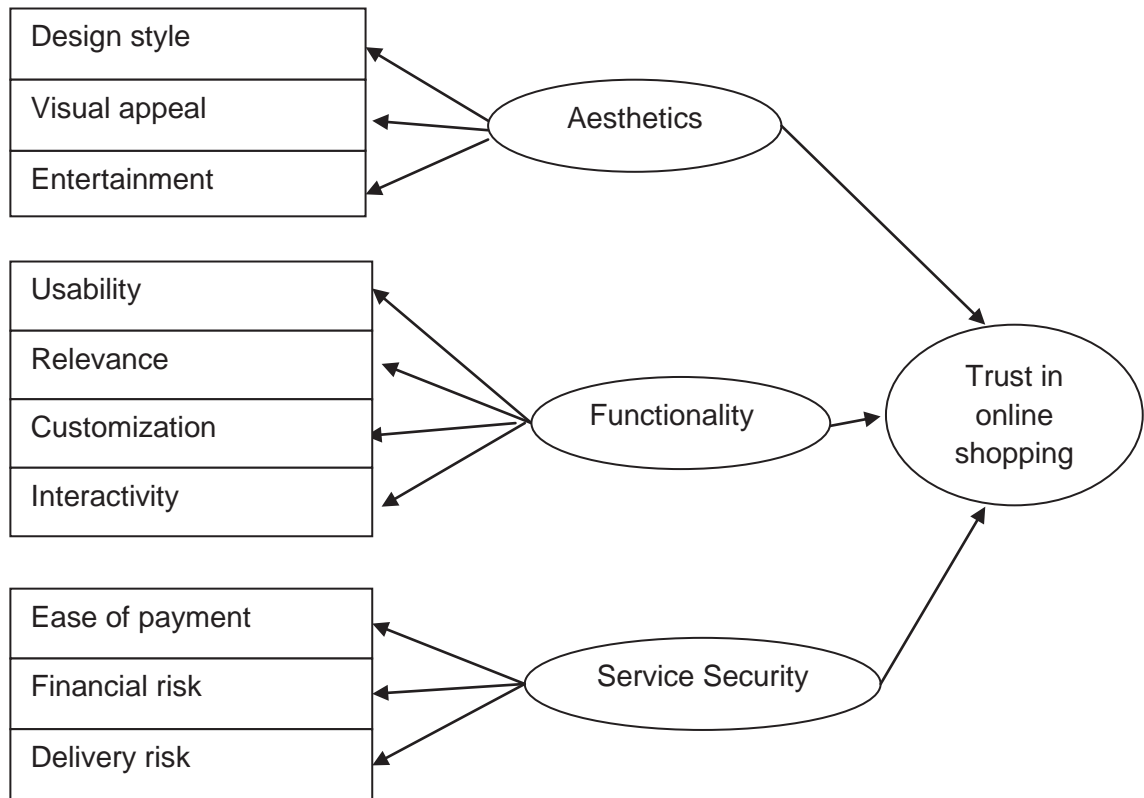 Design style
Visual appeal
Entertainment
Aesthetics
Usability
Relevance
Customization
Interactivity
Functionality
Trust in
online
shopping
Ease of payment
Financial risk
Delivery risk
Service Security